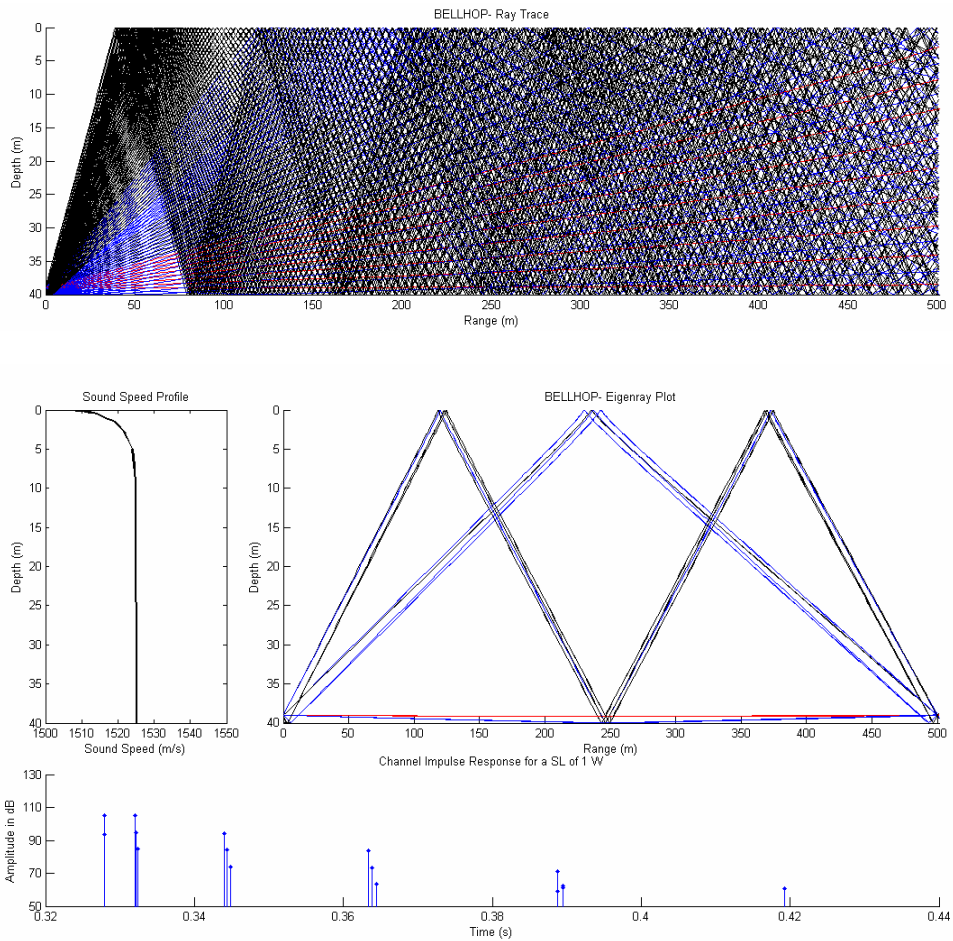 BELLHOP- Ray Trace
0
5
10
15
20
25
30
35
40
Depth (m)
0 50 100 150 200 250 300 350 400 450 500
Range (m)
Sound Speed Profile
0
5
10
15
20
25
30
35
40
Depth (m)
1500 1510 1520 1530 1540 1550
Sound Speed (m/s)
BELLHOP- Eigenray Plot
0
5
10
15
20
25
30
35
40
Depth (m)
0 50 100 150 200 250 300 350 400 450 500
Range (m)
Channel Impulse Response for a SL of 1 W
130
110
90
70
50
Amplitude in dB
0.32 0.34 0.36 0.38 0.4 0.42 0.44
Time (s)